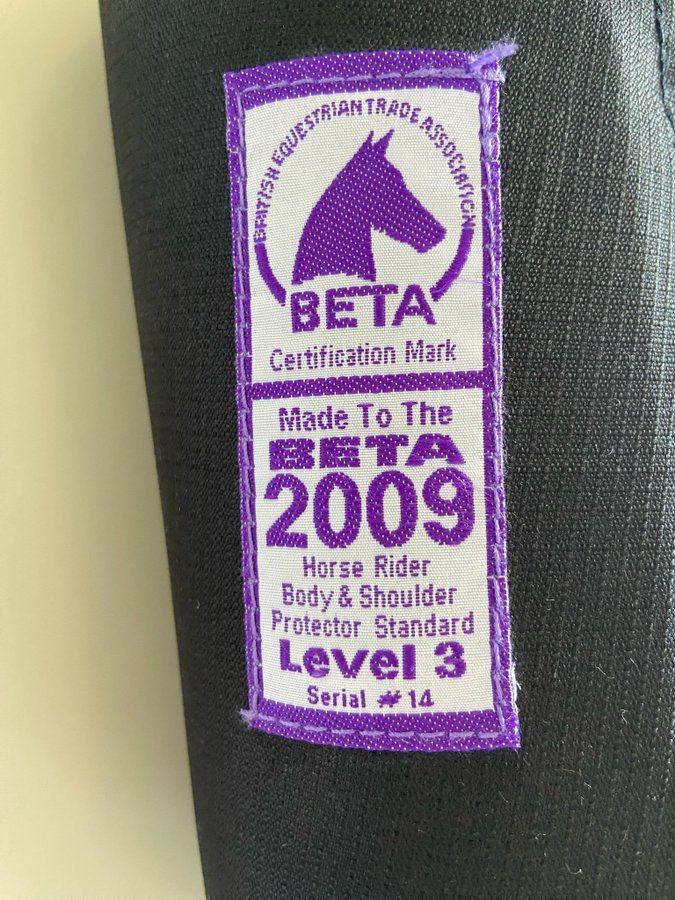 BRITISH EQUESTRIAN TRADE ASSOCIATION
BETA
Certification Mark
Made To The
BETA
2009
Horse Rider
Body & Shoulder
Protector Standard
Level 3
Serial # 14